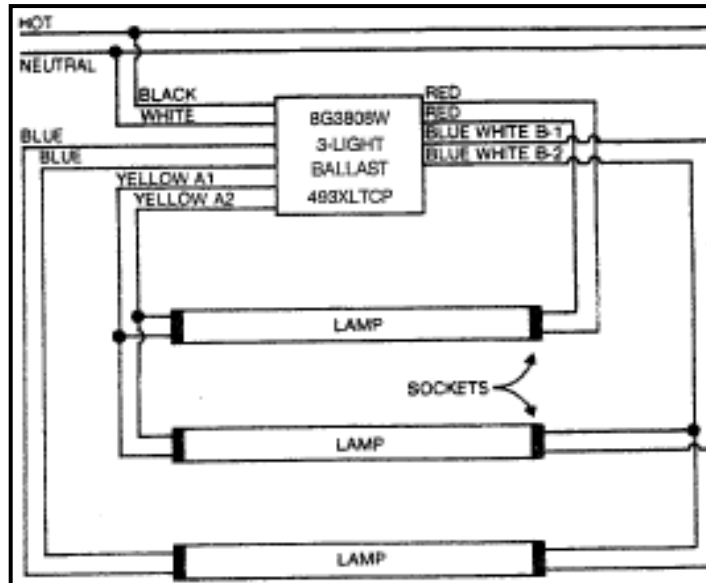 HOT
NEUTRAL
BLACK
WHITE
BLUE
BLUE
YELLOW A1
YELLOW A2
8G3808W
3-LIGHT
BALLAST
493XLTCP
RED
RED
BLUE WHITE B-1
BLUE WHITE B-2
LAMP
SOCKETS
LAMP
LAMP